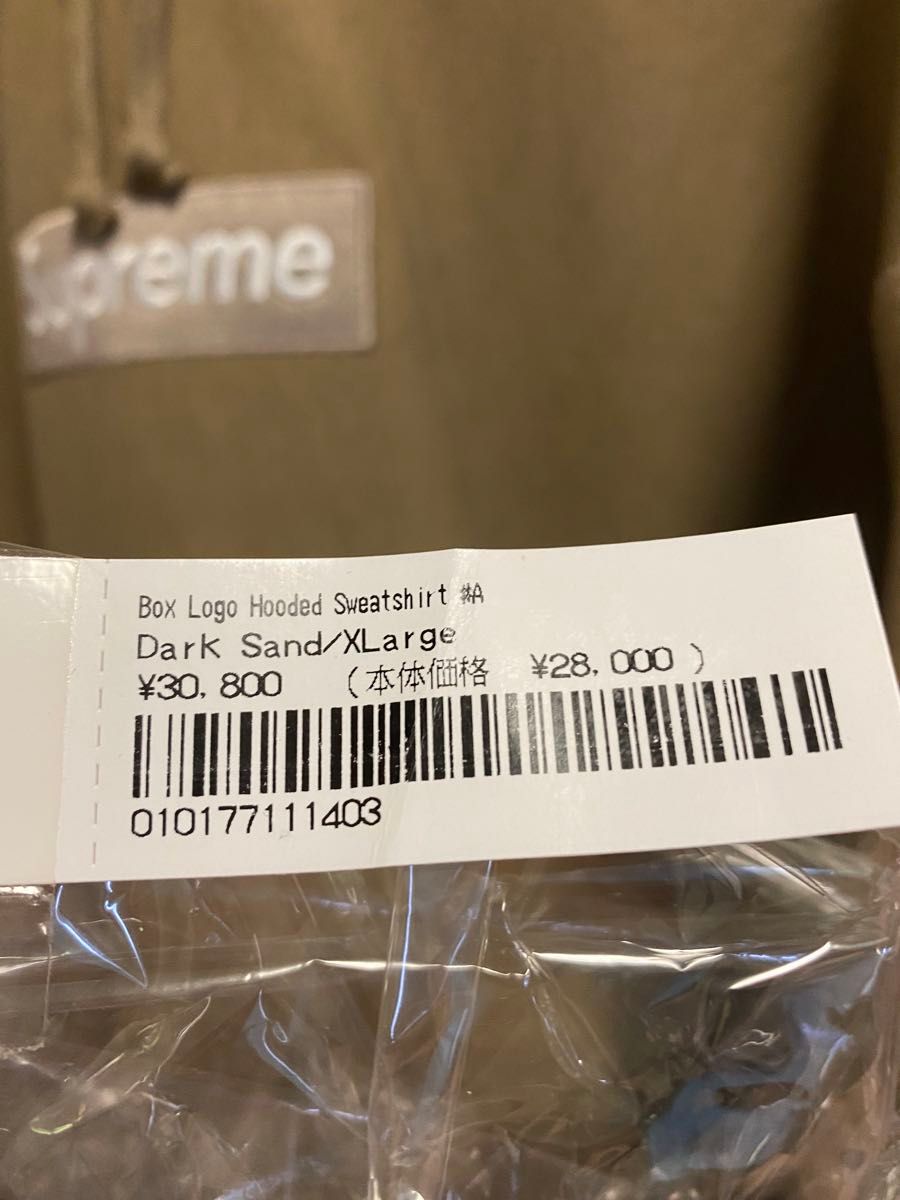 Supreme
Box Logo Hooded Sweatshirt #A
Dark Sand/XLarge
¥30,800 (本体価格 ¥28,000 )
010177111403